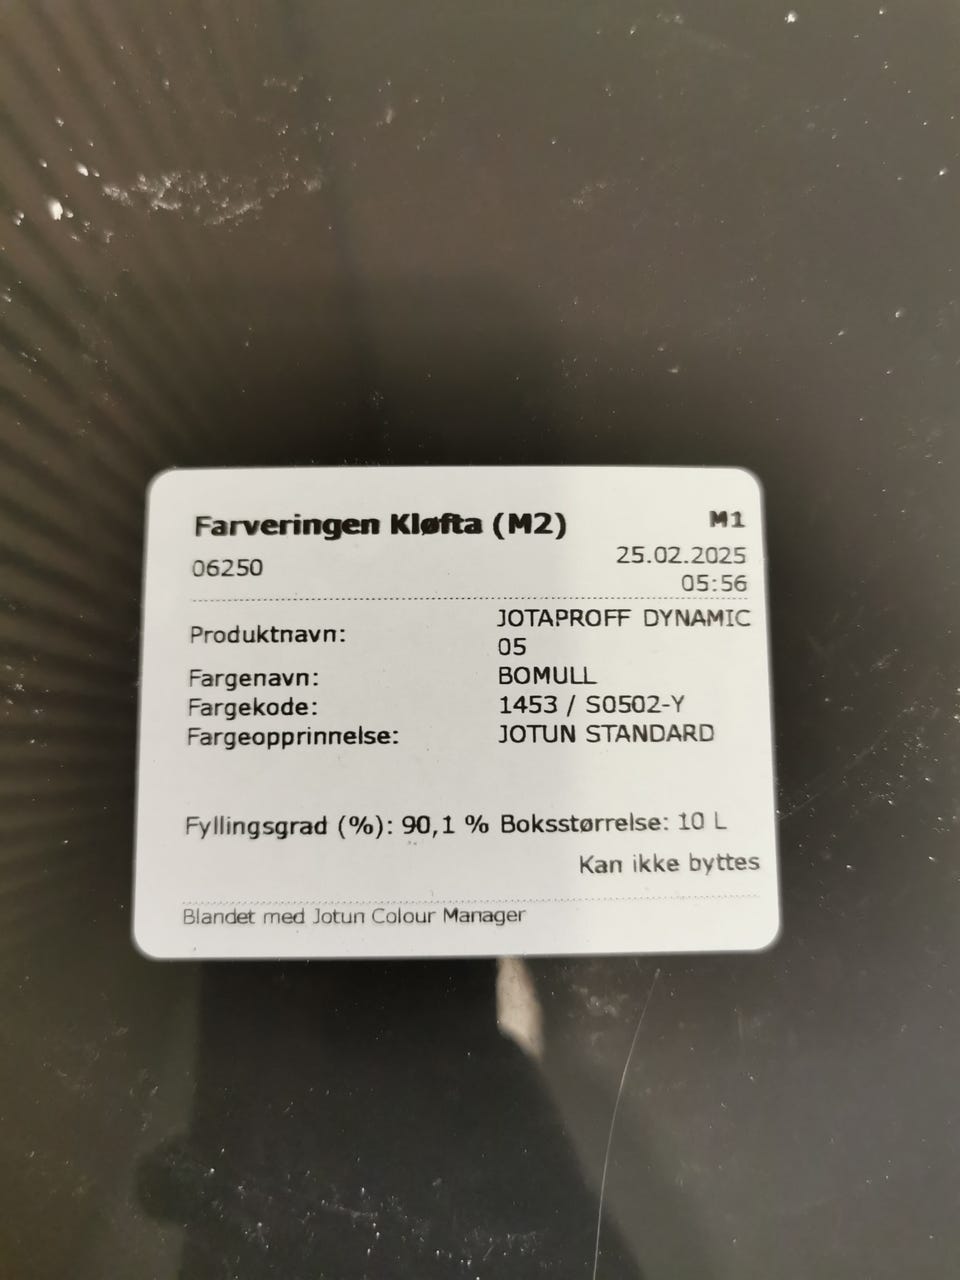 Farveringen Kløfta (M2) M1
06250 25.02.2025
05:56
Produktnavn: JOTAPROFF DYNAMIC
05
Fargenavn: BOMULL
Fargekode: 1453 / S0502-Y
Fargeopprinnelse: JOTUN STANDARD
Fyllingsgrad (%): 90,1 % Boksstørrelse: 10 L
Kan ikke byttes
Blandet med Jotun Colour Manager